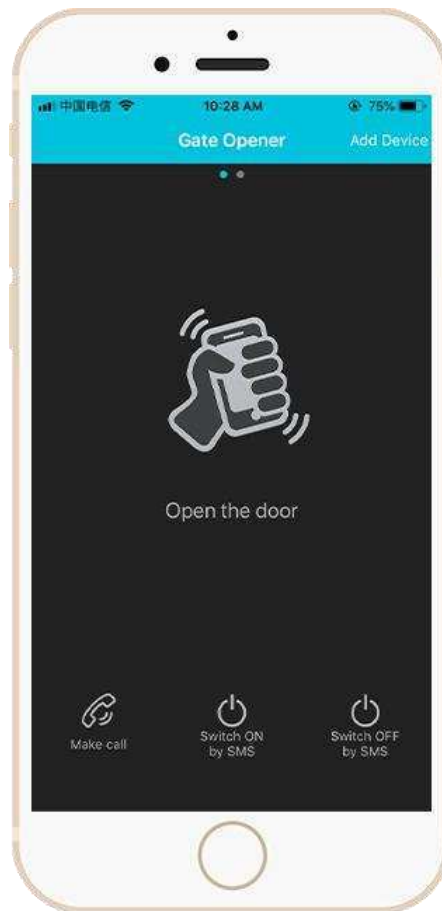 中国电信 10:28 AM 75%
Gate Opener Add Device
Open the door
Make call
Switch ON
by SMS
Switch OFF
by SMS